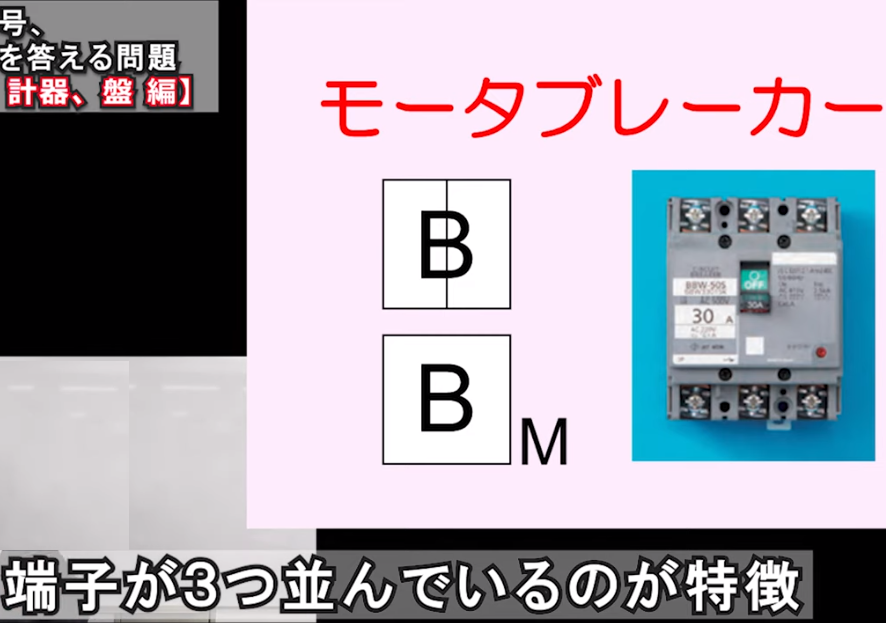 号、
を答える問題
計器、盤 編】
モータブレーカー
B
B
M
OFF
30A
BBW-50S
30 A
端子が3つ並んでいるのが特徴